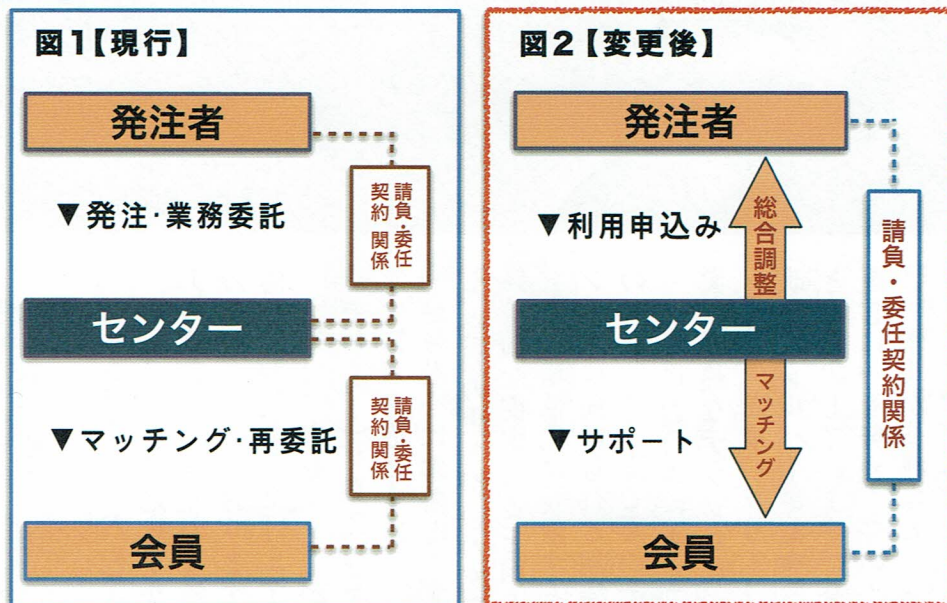 図1【現行】
発注者
▼発注・業務委託
請負・委任
契約 関係
センター
▼マッチング・再委託
請負・委任
契約関係
会員
図2【変更後】
発注者
▼利用申込み
総合調整
センター
マッチング
▼サポート
請負・委任契約関係
会員